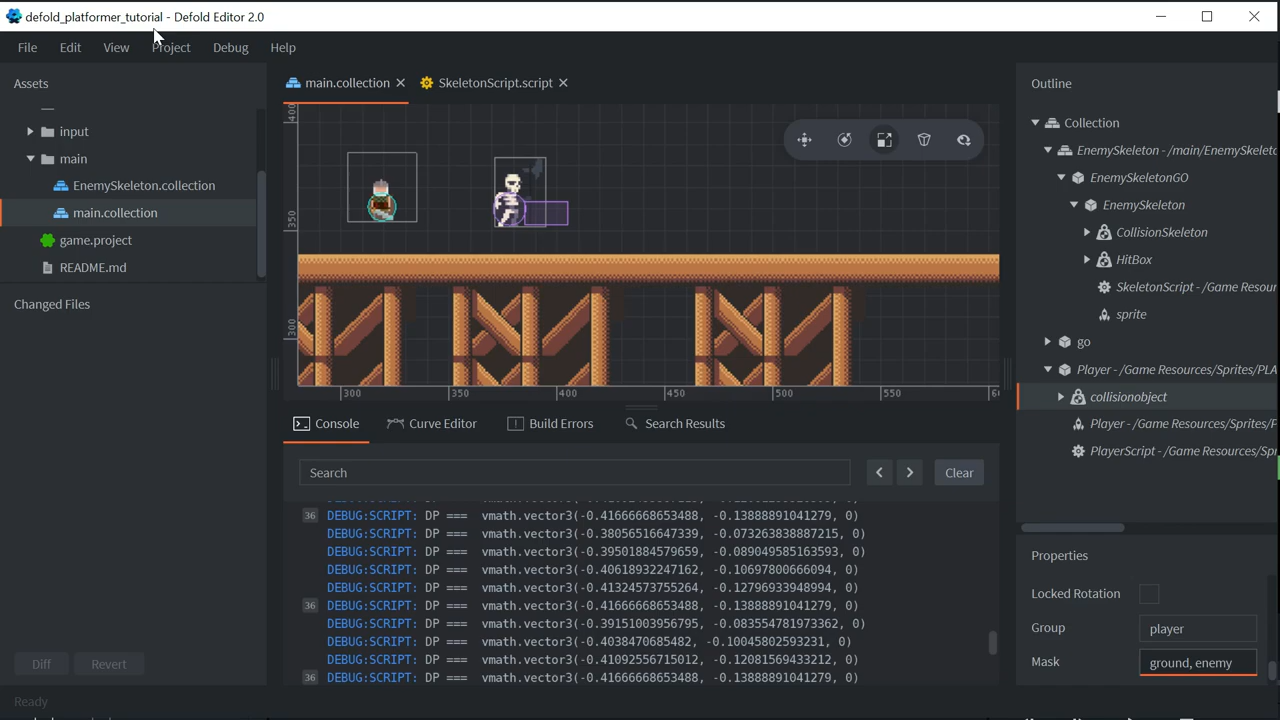 defold_platformer_tutorial - Defold Editor 2.0
File Edit View Project Debug Help
Assets
input
main
EnemySkeleton.collection
main.collection
game.project
README.md
Changed Files
Diff Revert
Ready
main.collection SkeletonScript.script
400
350
300
300 350 400 450 500 550
Console Curve Editor Build Errors Search Results
Search
Clear
36 DEBUG:SCRIPT: DP === vmath.vector3(-0.41666668653488, -0.13888891041279, 0)
DEBUG:SCRIPT: DP === vmath.vector3(-0.38056516647339, -0.073263838887215, 0)
DEBUG:SCRIPT: DP === vmath.vector3(-0.39501884579659, -0.089049585163593, 0)
DEBUG:SCRIPT: DP === vmath.vector3(-0.40618932247162, -0.10697800666094, 0)
DEBUG:SCRIPT: DP === vmath.vector3(-0.41324573755264, -0.12796933948994, 0)
36 DEBUG:SCRIPT: DP === vmath.vector3(-0.41666668653488, -0.13888891041279, 0)
DEBUG:SCRIPT: DP === vmath.vector3(-0.39151003956795, -0.083554781973362, 0)
DEBUG:SCRIPT: DP === vmath.vector3(-0.4038470685482, -0.10045802593231, 0)
DEBUG:SCRIPT: DP === vmath.vector3(-0.41092556715012, -0.12081569433212, 0)
36 DEBUG:SCRIPT: DP === vmath.vector3(-0.41666668653488, -0.13888891041279, 0)
Outline
Collection
EnemySkeleton - /main/EnemySkeleto
EnemySkeletonGO
EnemySkeleton
CollisionSkeleton
HitBox
SkeletonScript - /Game Resour
sprite
go
Player - /Game Resources/Sprites/PLA
collisionobject
Player - /Game Resources/Sprites/P
PlayerScript - /Game Resources/Spr
Properties
Locked Rotation
Group player
Mask ground, enemy